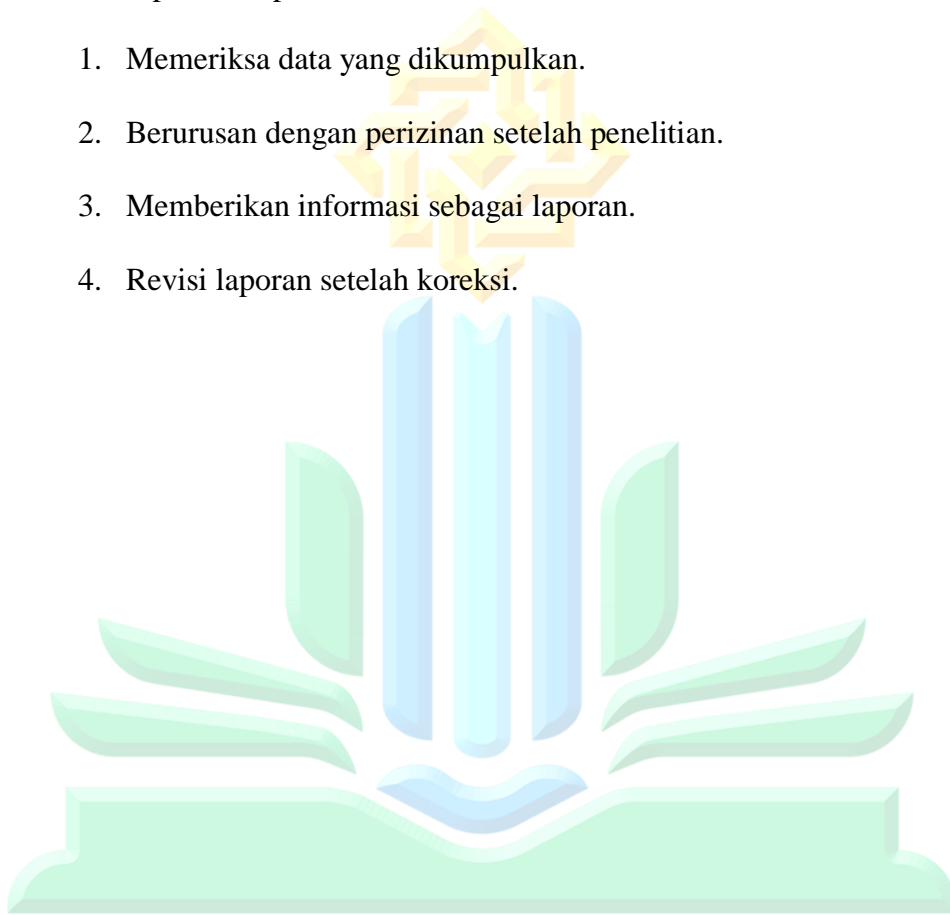 1. Memeriksa data yang dikumpulkan.
2. Berurusan dengan perizinan setelah penelitian.
3. Memberikan informasi sebagai laporan.
4. Revisi laporan setelah koreksi.